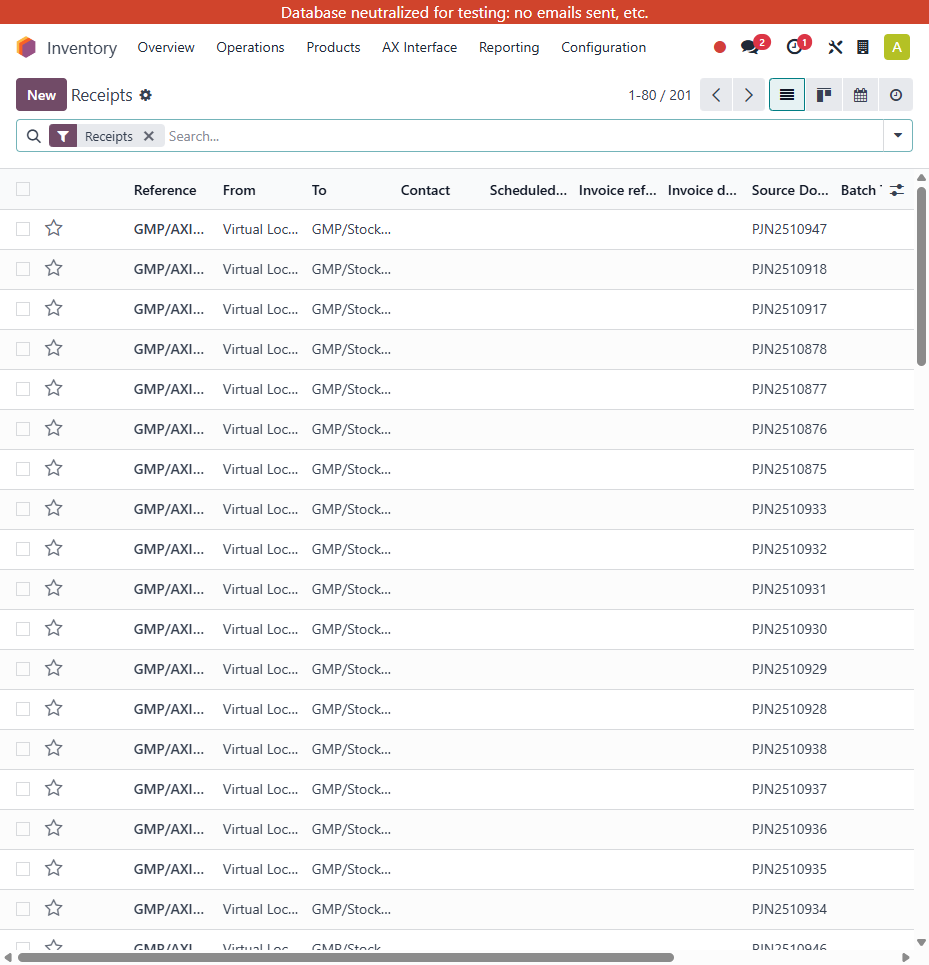 Database neutralized for testing: no emails sent, etc.
Inventory Overview Operations Products AX Interface Reporting Configuration 2 1 A
New Receipts 1-80 / 201
Receipts Search...
Reference From To Contact Scheduled... Invoice ref... Invoice d... Source Do... Batch
GMP/AXI... Virtual Loc... GMP/Stock... PJN2510947
GMP/AXI... Virtual Loc... GMP/Stock... PJN2510918
GMP/AXI... Virtual Loc... GMP/Stock... PJN2510917
GMP/AXI... Virtual Loc... GMP/Stock... PJN2510878
GMP/AXI... Virtual Loc... GMP/Stock... PJN2510877
GMP/AXI... Virtual Loc... GMP/Stock... PJN2510876
GMP/AXI... Virtual Loc... GMP/Stock... PJN2510875
GMP/AXI... Virtual Loc... GMP/Stock... PJN2510933
GMP/AXI... Virtual Loc... GMP/Stock... PJN2510932
GMP/AXI... Virtual Loc... GMP/Stock... PJN2510931
GMP/AXI... Virtual Loc... GMP/Stock... PJN2510930
GMP/AXI... Virtual Loc... GMP/Stock... PJN2510929
GMP/AXI... Virtual Loc... GMP/Stock... PJN2510928
GMP/AXI... Virtual Loc... GMP/Stock... PJN2510938
GMP/AXI... Virtual Loc... GMP/Stock... PJN2510937
GMP/AXI... Virtual Loc... GMP/Stock... PJN2510936
GMP/AXI... Virtual Loc... GMP/Stock... PJN2510935
GMP/AXI... Virtual Loc... GMP/Stock... PJN2510934
GMP/AXI... Virtual Loc... GMP/Stock... PJN2510946